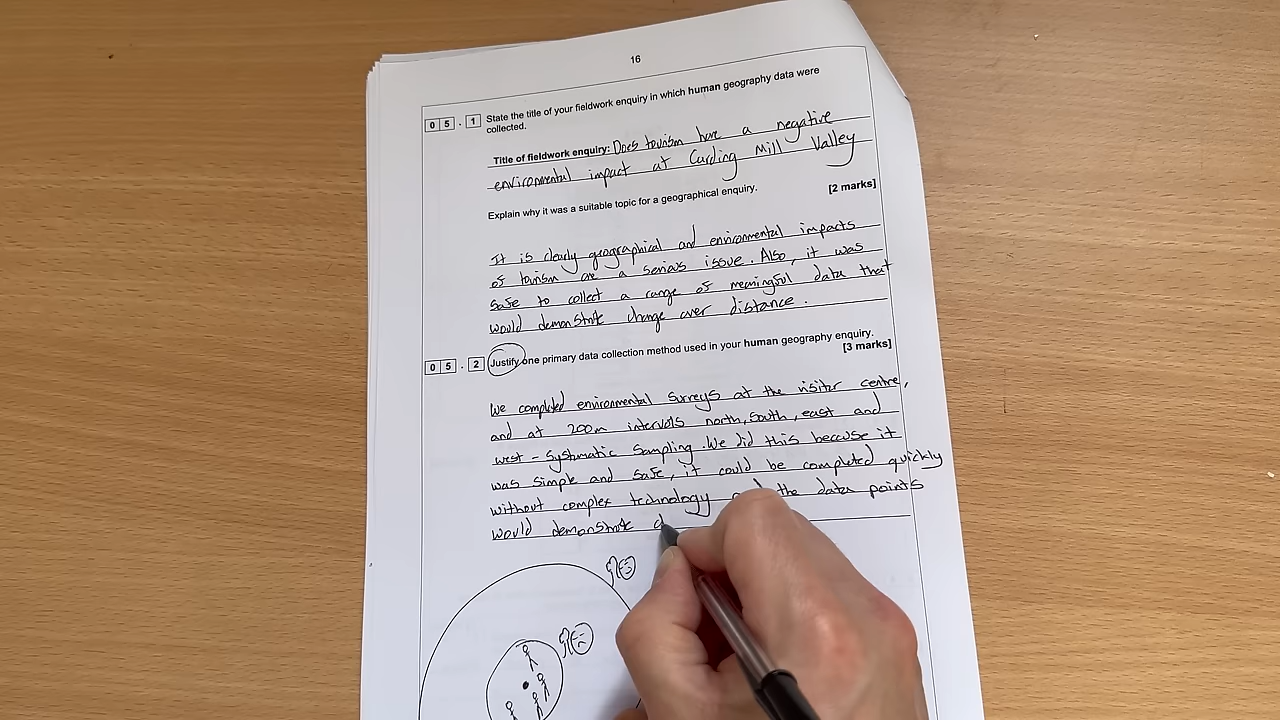 16
0 5 . 1 State the title of your fieldwork enquiry in which human geography data were
collected.
Title of fieldwork enquiry: Does tourism have a negative
environmental impact at Carding Mill Valley
[2 marks]
Explain why it was a suitable topic for a geographical enquiry.
It is clearly geographical and environmental impacts
of tourism are a serious issue. Also, it was
safe to collect a range of meaningful data that
would demonstrate change over distance.
0 5 . 2 Justify one primary data collection method used in your human geography enquiry.
[3 marks]
We completed environmental surveys at the visitor centre,
and at 200m intervals north, south, east and
west - systmatic sampling. We did this because it
was simple and safe, it could be completed quickly
without complex technology the data points
would demonstrate